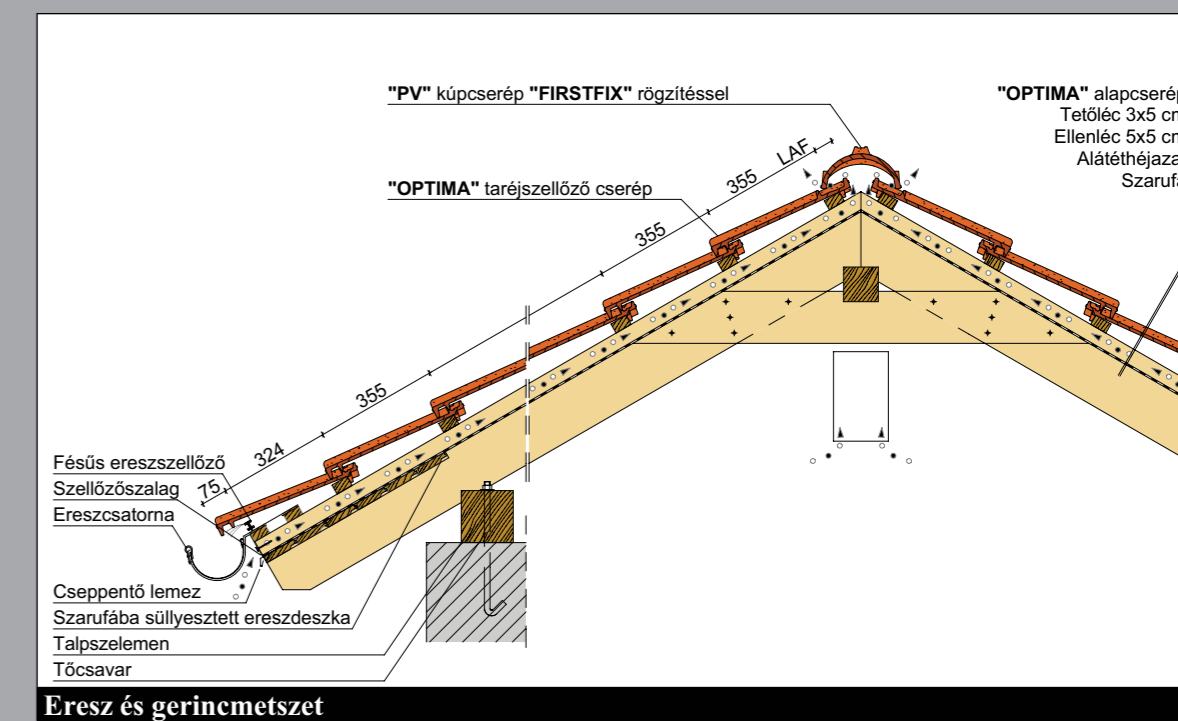 "PV" kúpcserép "FIRSTFIX" rögzítéssel
"OPTIMA" alapcserép
Tetőléc 3x5 cm
Ellenléc 5x5 cm
Alátéthéjaza
Szarufa
"OPTIMA" taréjszellőző cserép
LAF
355
355
355
324
75
Fésűs ereszszellőző
Szellőzőszalag
Ereszcsatorna
Cseppentő lemez
Szarufába süllyesztett ereszdeszka
Talpszelemen
Tőcsavar
Eresz és gerincmetszet